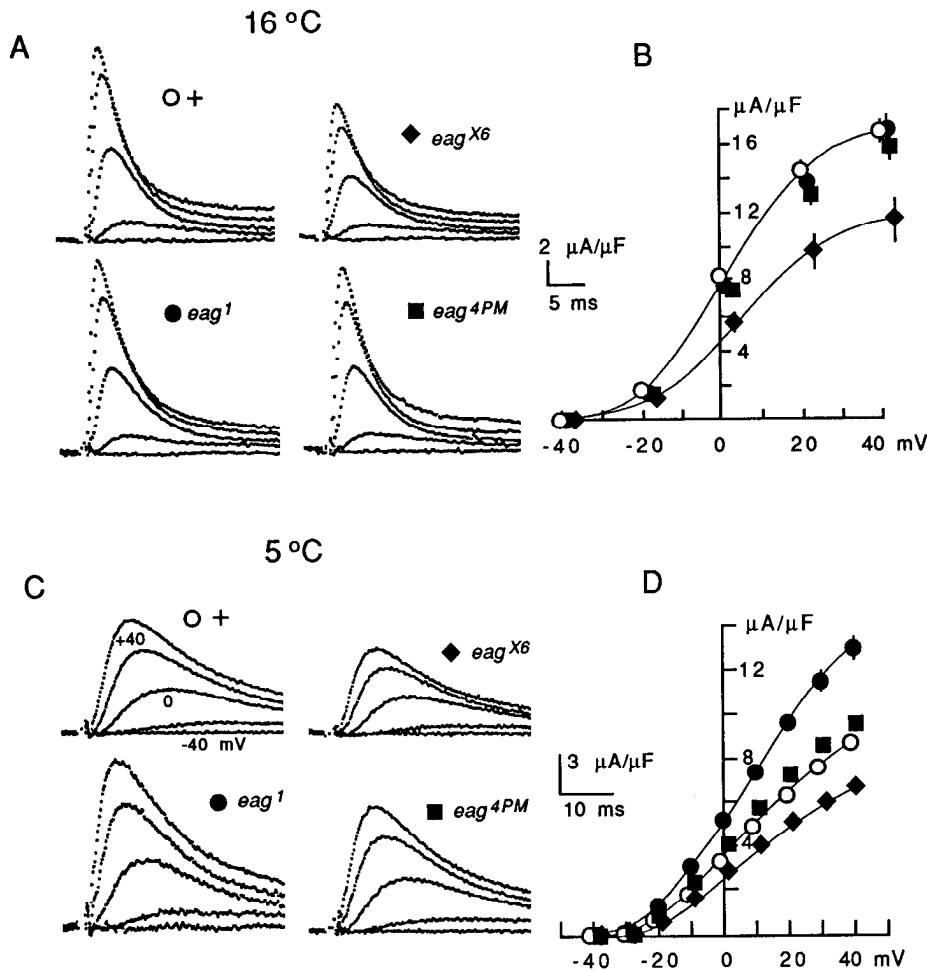 16 °C
A
B
O +
eag X6
eag 1
eag 4PM
2 µA/µF
5 ms
µA/µF
16
12
8
4
-40 -20 0 20 40 mV
5 °C
C
D
O +
+40
0
-40 mV
eag X6
eag 1
eag 4PM
3 µA/µF
10 ms
µA/µF
12
8
4
-40 -20 0 20 40 mV